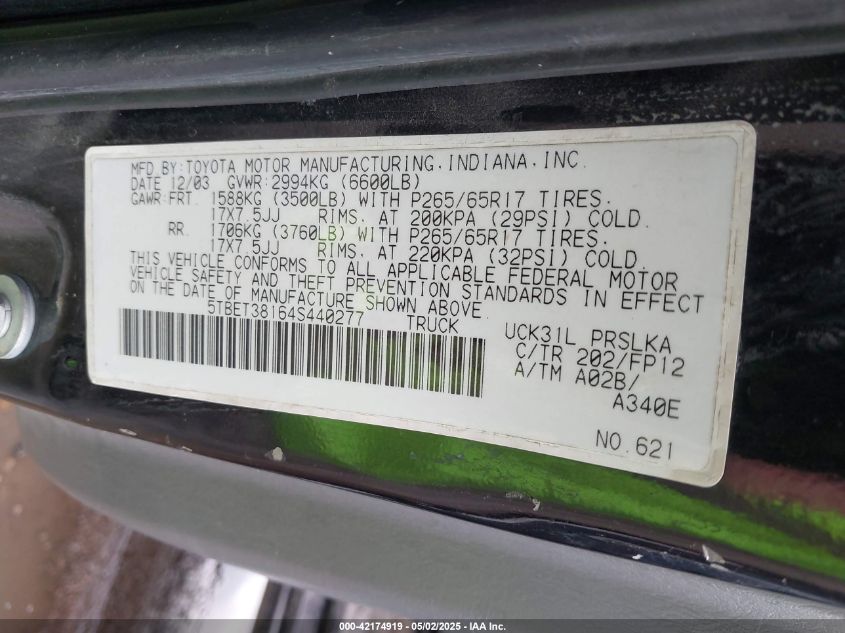 MFD.BY:TOYOTA MOTOR MANUFACTURING,INDIANA,INC.
DATE 12/03 GVWR:2994KG (6600LB)
GAWR:FRT. 1588KG (3500LB) WITH P265/65R17 TIRES.
17X7.5JJ RIMS. AT 200KPA (29PSI) COLD.
RR. 1706KG (3760LB) WITH P265/65R17 TIRES.
17X7.5JJ RIMS. AT 220KPA (32PSI) COLD.
THIS VEHICLE CONFORMS TO ALL APPLICABLE FEDERAL MOTOR
VEHICLE SAFETY AND THEFT PREVENTION STANDARDS IN EFFECT
ON THE DATE OF MANUFACTURE SHOWN ABOVE.
5TBET38164S440277 TRUCK
UCK31L PRSLKA
C/TR 202/FP12
A/TM A02B/
A340E
NO.621
000-42174919 - 05/02/2025 - IAA Inc.